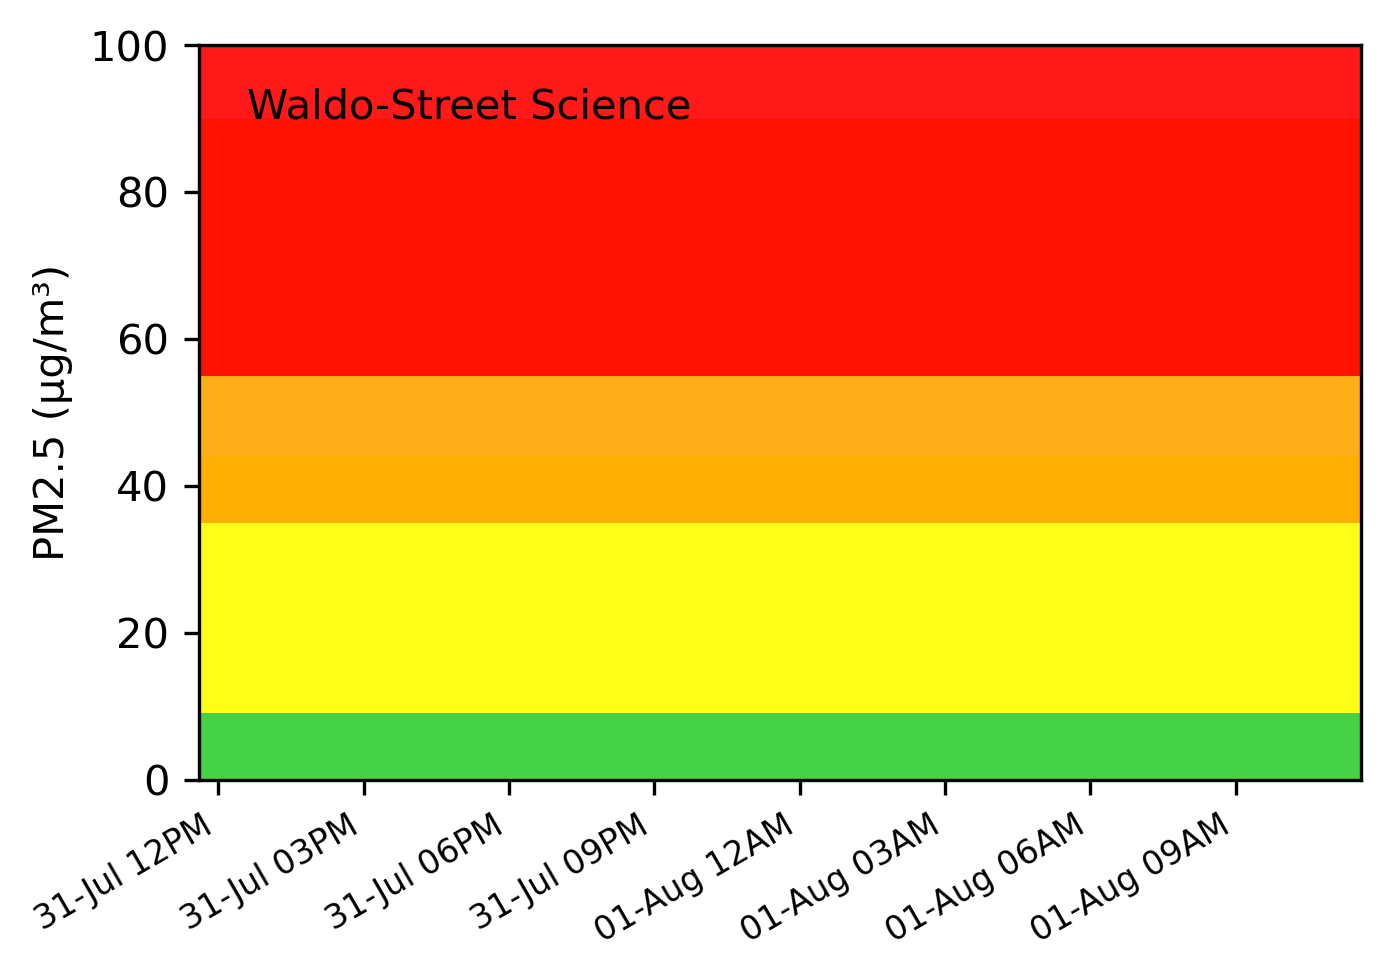 Waldo-Street Science
PM2.5 (µg/m³)
100
80
60
40
20
0
31-Jul 12PM
31-Jul 03PM
31-Jul 06PM
31-Jul 09PM
01-Aug 12AM
01-Aug 03AM
01-Aug 06AM
01-Aug 09AM